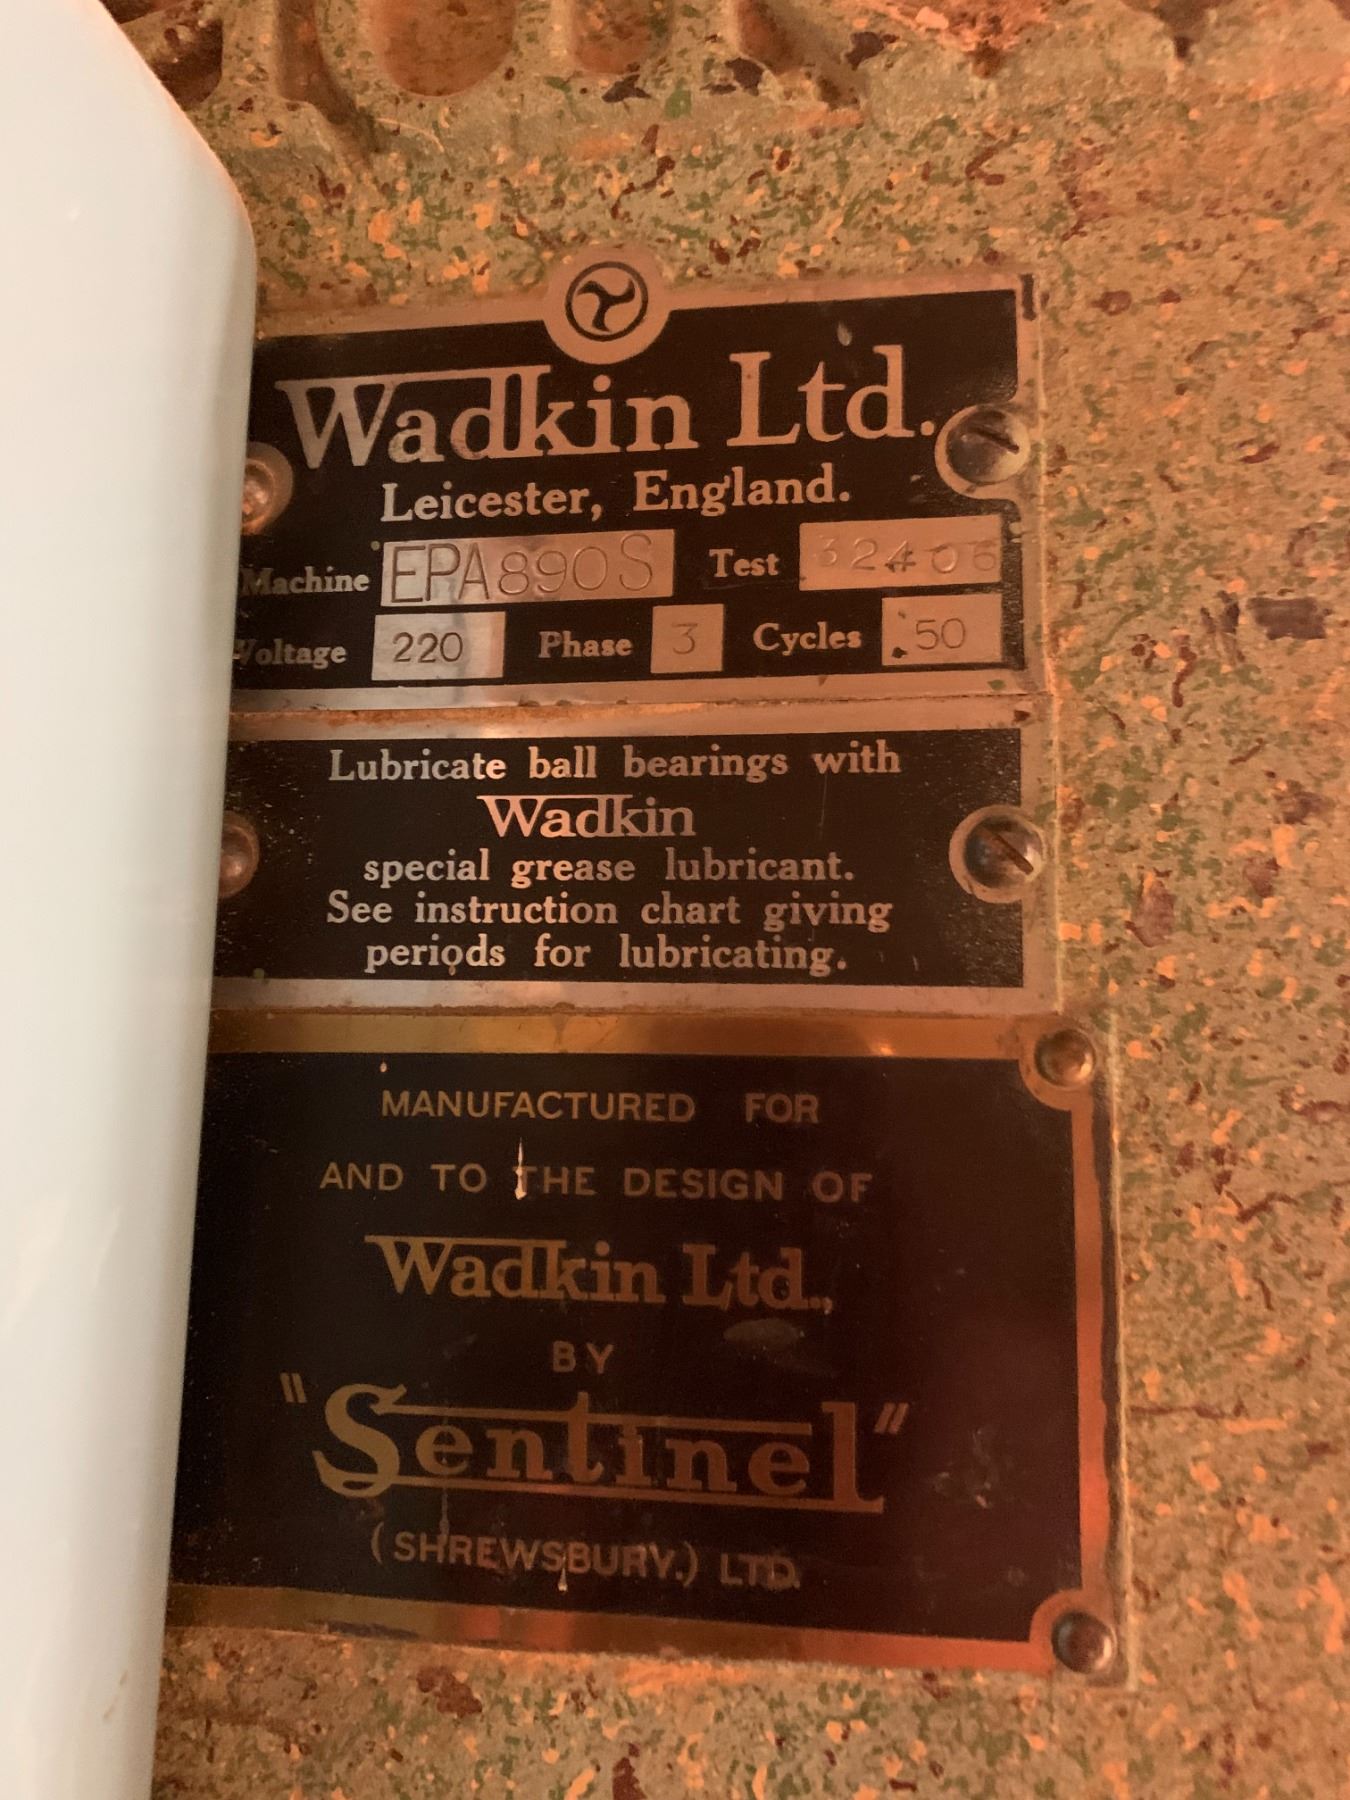 Wadkin Ltd.
Leicester, England.
Machine EPA890S Test 32406
Voltage 220 Phase 3 Cycles 50
Lubricate ball bearings with
Wadkin
special grease lubricant.
See instruction chart giving
periods for lubricating.
MANUFACTURED FOR
AND TO THE DESIGN OF
Wadkin Ltd.,
BY
"Sentinel"
(SHREWSBURY.) LTD.